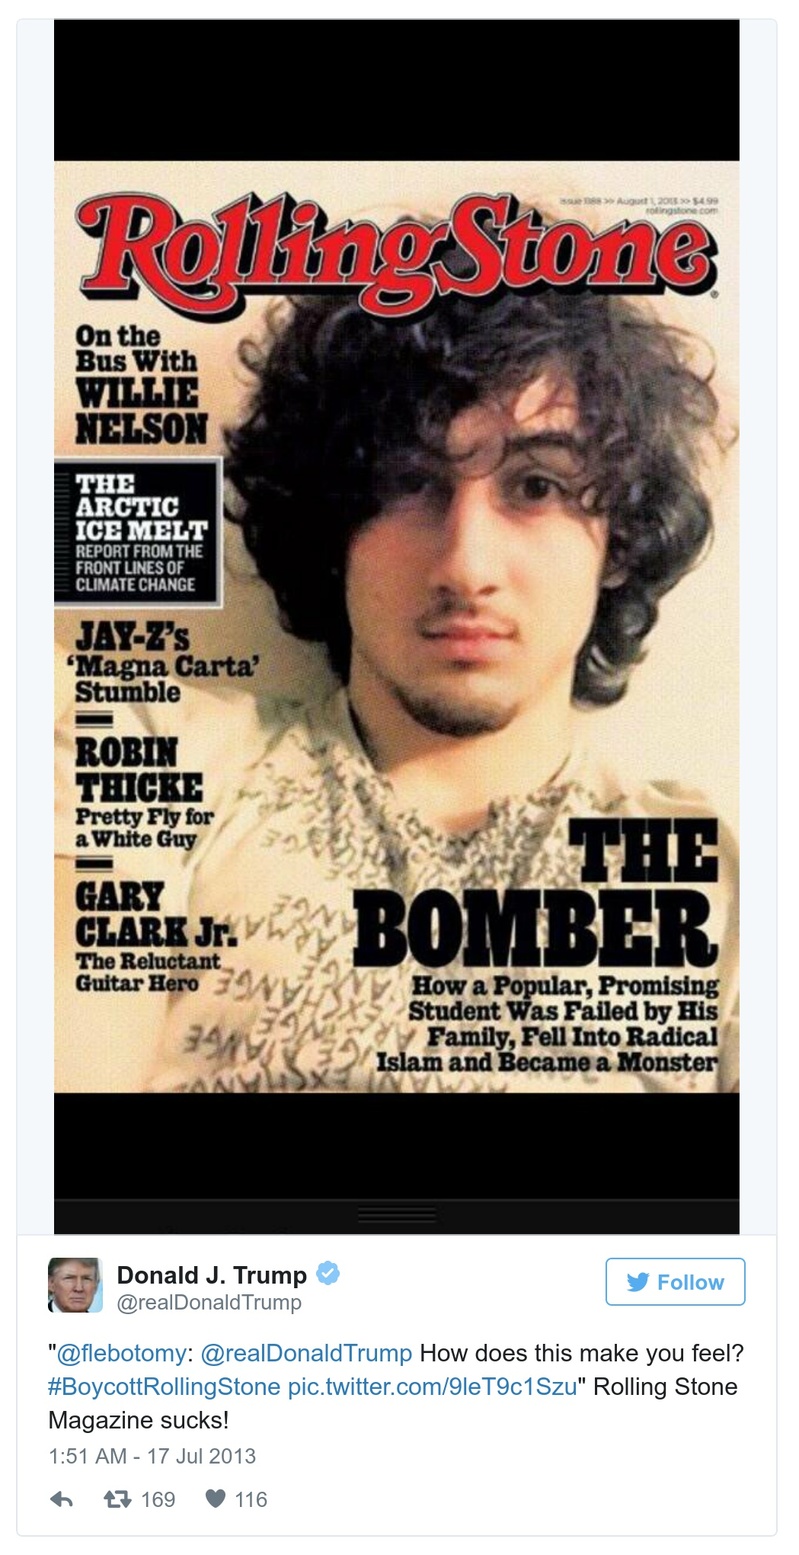 Issue 1188 >> August 1, 2013 >> $4.99
rollingstone.com
RollingStone
On the
Bus With
WILLIE
NELSON
THE
ARCTIC
ICE MELT
REPORT FROM THE
FRONT LINES OF
CLIMATE CHANGE
JAY-Z’s
‘Magna Carta’
Stumble
ROBIN
THICKE
Pretty Fly for
a White Guy
GARY
CLARK Jr.
The Reluctant
Guitar Hero
THE
BOMBER
How a Popular, Promising
Student Was Failed by His
Family, Fell Into Radical
Islam and Became a Monster
Donald J. Trump
@realDonaldTrump
Follow
"@flebotomy: @realDonaldTrump How does this make you feel?
#BoycottRollingStone pic.twitter.com/9leT9c1Szu" Rolling Stone
Magazine sucks!
1:51 AM - 17 Jul 2013
169 116